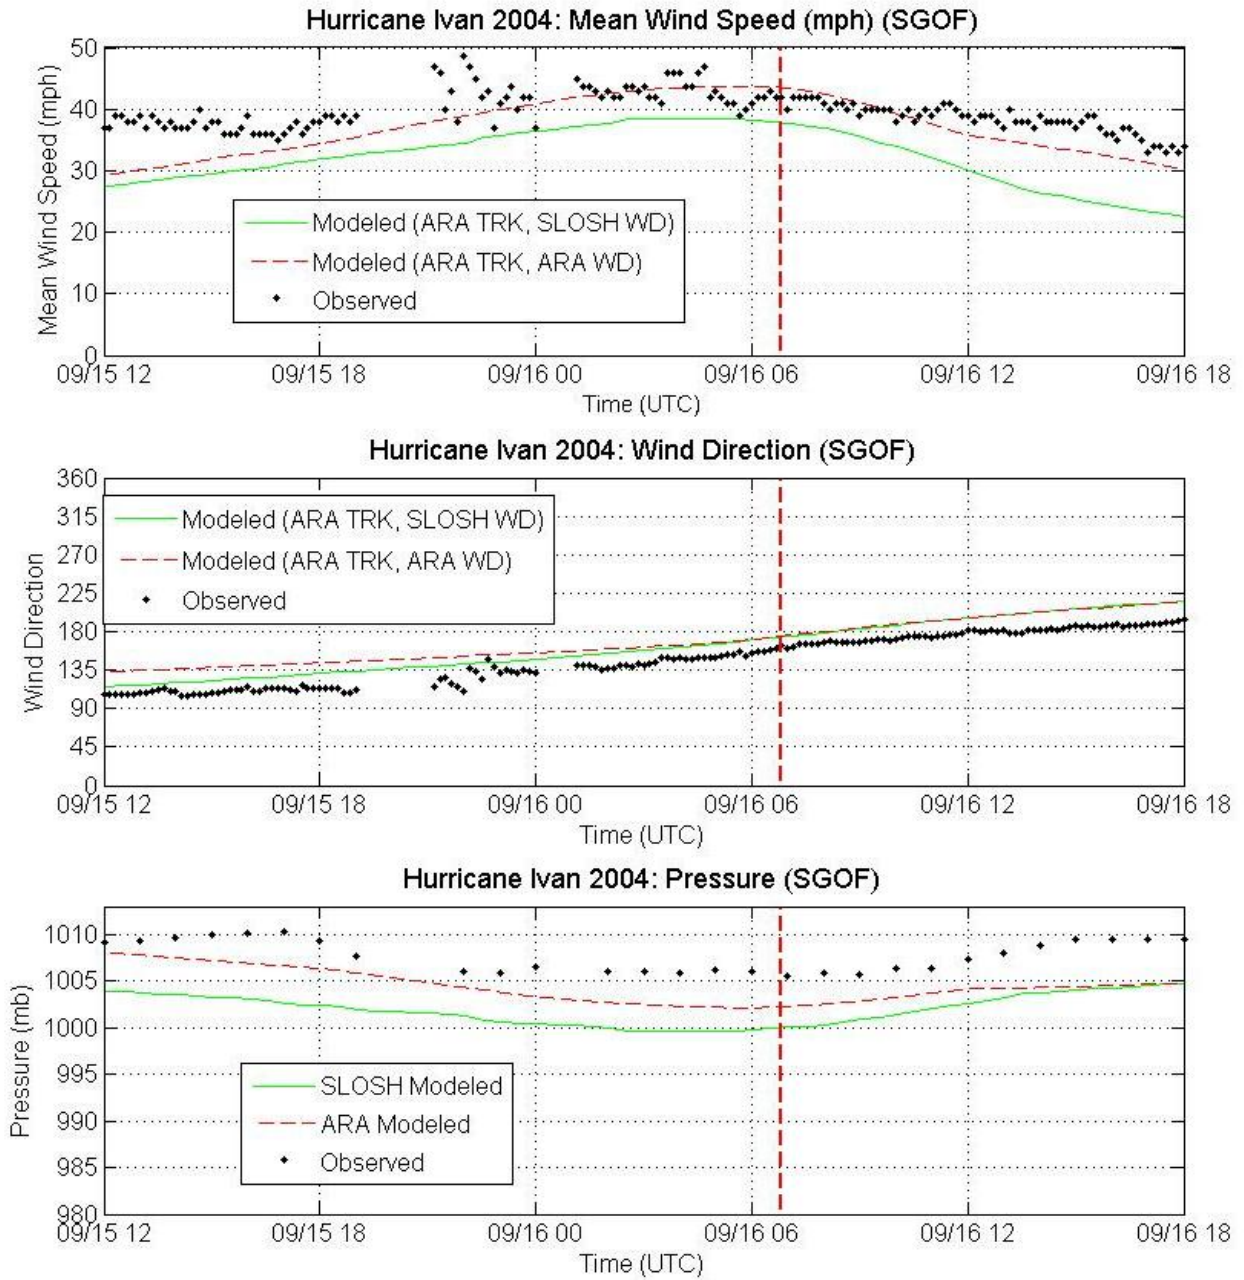 Hurricane Ivan 2004: Mean Wind Speed (mph) (SGOF)
50
40
30
20
10
0
Mean Wind Speed (mph)
Modeled (ARA TRK, SLOSH WD)
Modeled (ARA TRK, ARA WD)
Observed
09/15 12 09/15 18 09/16 00 09/16 06 09/16 12 09/16 18
Time (UTC)
Hurricane Ivan 2004: Wind Direction (SGOF)
360
315
270
225
180
135
90
45
0
Wind Direction
Modeled (ARA TRK, SLOSH WD)
Modeled (ARA TRK, ARA WD)
Observed
09/15 12 09/15 18 09/16 00 09/16 06 09/16 12 09/16 18
Time (UTC)
Hurricane Ivan 2004: Pressure (SGOF)
1010
1005
1000
995
990
985
980
Pressure (mb)
SLOSH Modeled
ARA Modeled
Observed
09/15 12 09/15 18 09/16 00 09/16 06 09/16 12 09/16 18
Time (UTC)